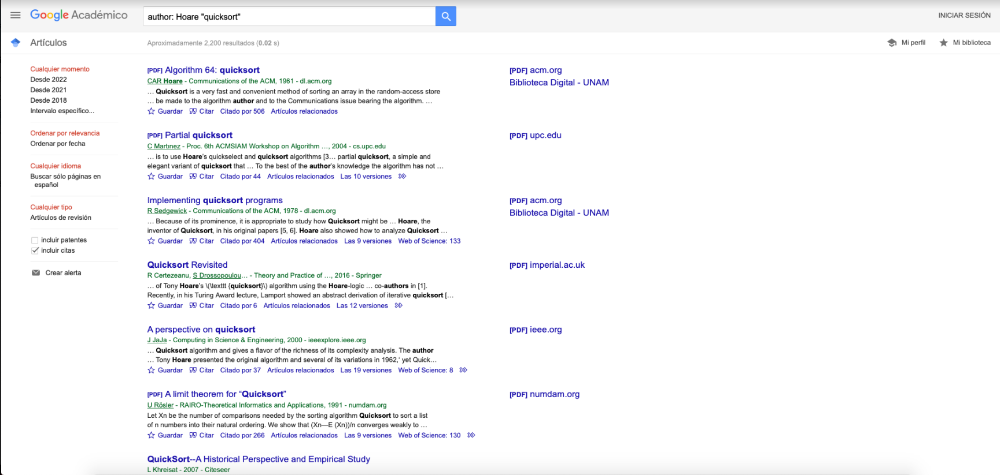 Google Académico
author: Hoare "quicksort"
INICIAR SESIÓN
Artículos
Aproximadamente 2,200 resultados (0.02 s)
Mi perfil
Mi biblioteca
Cualquier momento
Desde 2022
Desde 2021
Desde 2018
Intervalo específico...
Ordenar por relevancia
Ordenar por fecha
Cualquier idioma
Buscar sólo páginas en
español
Cualquier tipo
Artículos de revisión
incluir patentes
incluir citas
Crear alerta
[PDF] Algorithm 64: quicksort
CAR Hoare - Communications of the ACM, 1961 - dl.acm.org
… Quicksort is a very fast and convenient method of sorting an array in the random-access store
… be made to the algorithm author and to the Communications issue bearing the algorithm. …
Guardar Citar Citado por 506 Artículos relacionados
[PDF] acm.org
Biblioteca Digital - UNAM
[PDF] Partial quicksort
C Martınez - Proc. 6th ACMSIAM Workshop on Algorithm …, 2004 - cs.upc.edu
… is to use Hoare's quickselect and quicksort algorithms [3… partial quicksort, a simple and
elegant variant of quicksort that … To the best of the author's knowledge the algorithm has not …
Guardar Citar Citado por 44 Artículos relacionados Las 10 versiones
[PDF] upc.edu
Implementing quicksort programs
R Sedgewick - Communications of the ACM, 1978 - dl.acm.org
… Because of its prominence, it is appropriate to study how Quicksort might be … Hoare, the
inventor of Quicksort, in his original papers [5, 6]. Hoare also showed how to analyze Quicksort …
Guardar Citar Citado por 404 Artículos relacionados Las 9 versiones Web of Science: 133
[PDF] acm.org
Biblioteca Digital - UNAM
Quicksort Revisited
R Certezeanu, S Drossopoulou… - Theory and Practice of …, 2016 - Springer
… of Tony Hoare's \(\texttt {quicksort}\) algorithm using the Hoare-logic … co-authors in [1].
Recently, in his Turing Award lecture, Lamport showed an abstract derivation of iterative quicksort […
Guardar Citar Citado por 6 Artículos relacionados Las 12 versiones
[PDF] imperial.ac.uk
A perspective on quicksort
J JaJa - Computing in Science & Engineering, 2000 - ieeexplore.ieee.org
… Quicksort algorithm and gives a flavor of the richness of its complexity analysis. The author
… Tony Hoare presented the original algorithm and several of its variations in 1962,‘ yet Quick…
Guardar Citar Citado por 37 Artículos relacionados Las 19 versiones Web of Science: 8
[PDF] ieee.org
[PDF] A limit theorem for “Quicksort”
U Rösler - RAIRO-Theoretical Informatics and Applications, 1991 - numdam.org
Let Xn be the number of comparisons needed by the sorting algorithm Quicksort to sort a list
of n numbers into their natural ordering. We show that (Xn—E (Xn))/n converges weakly to …
Guardar Citar Citado por 266 Artículos relacionados Las 9 versiones Web of Science: 130
[PDF] numdam.org
QuickSort--A Historical Perspective and Empirical Study
L Khreisat - 2007 - Citeseer